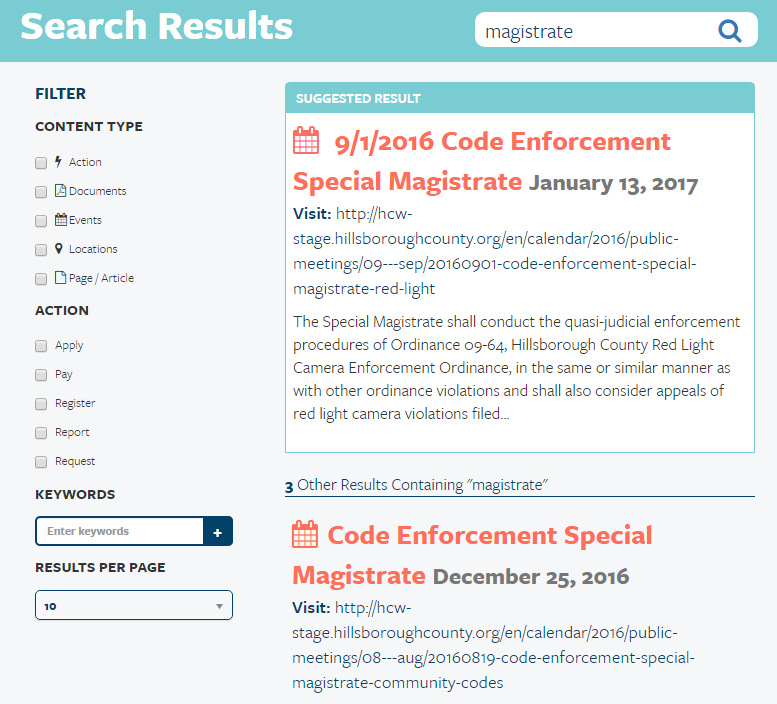 Search Results
magistrate
FILTER
CONTENT TYPE
Action
Documents
Events
Locations
Page / Article
ACTION
Apply
Pay
Register
Report
Request
KEYWORDS
Enter keywords +
RESULTS PER PAGE
10
SUGGESTED RESULT
9/1/2016 Code Enforcement
Special Magistrate January 13, 2017
Visit: http://hcw-
stage.hillsboroughcounty.org/en/calendar/2016/public-
meetings/09---sep/20160901-code-enforcement-special-
magistrate-red-light
The Special Magistrate shall conduct the quasi-judicial enforcement
procedures of Ordinance 09-64, Hillsborough County Red Light
Camera Enforcement Ordinance, in the same or similar manner as
with other ordinance violations and shall also consider appeals of
red light camera violations filed...
3 Other Results Containing "magistrate"
Code Enforcement Special
Magistrate December 25, 2016
Visit: http://hcw-
stage.hillsboroughcounty.org/en/calendar/2016/public-
meetings/08---aug/20160819-code-enforcement-special-
magistrate-community-codes